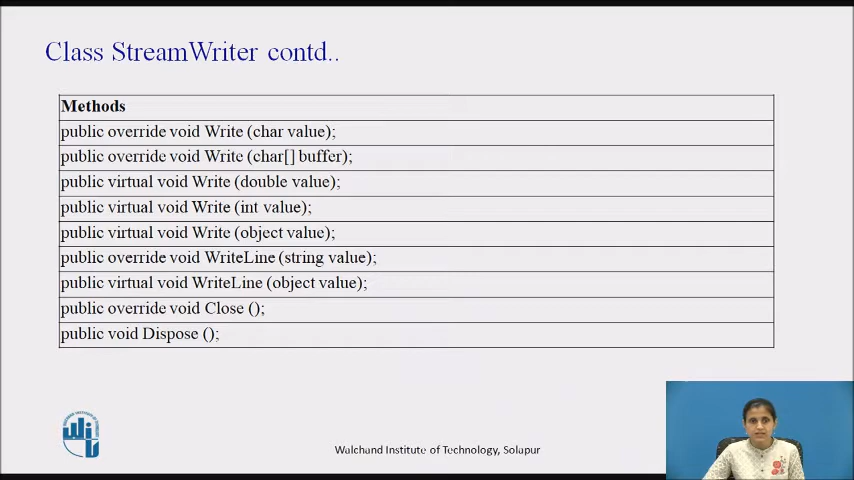 Class StreamWriter contd..
Methods
public override void Write (char value);
public override void Write (char[] buffer);
public virtual void Write (double value);
public virtual void Write (int value);
public virtual void Write (object value);
public override void WriteLine (string value);
public virtual void WriteLine (object value);
public override void Close ();
public void Dispose ();
Walchand Institute of Technology, Solapur